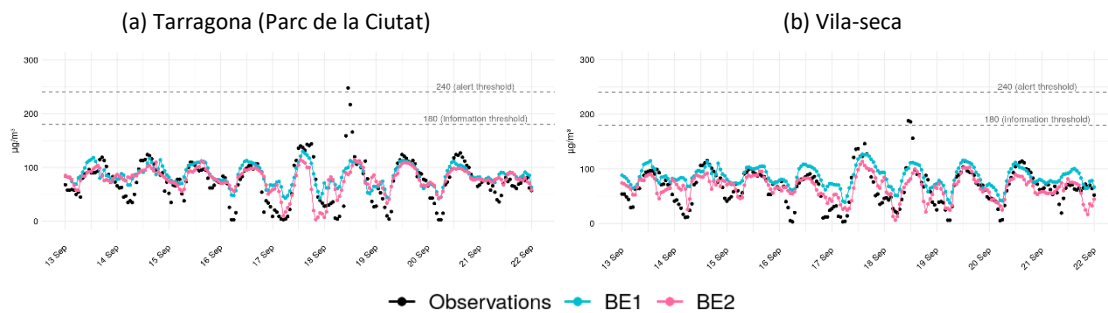 (a) Tarragona (Parc de la Ciutat)
300
240 (alert threshold)
200
180 (information threshold)
µg/m³
100
0
13 Sep
14 Sep
15 Sep
16 Sep
17 Sep
18 Sep
19 Sep
20 Sep
21 Sep
22 Sep
(b) Vila-seca
300
240 (alert threshold)
200
180 (information threshold)
µg/m³
100
0
13 Sep
14 Sep
15 Sep
16 Sep
17 Sep
18 Sep
19 Sep
20 Sep
21 Sep
22 Sep
Observations BE1 BE2